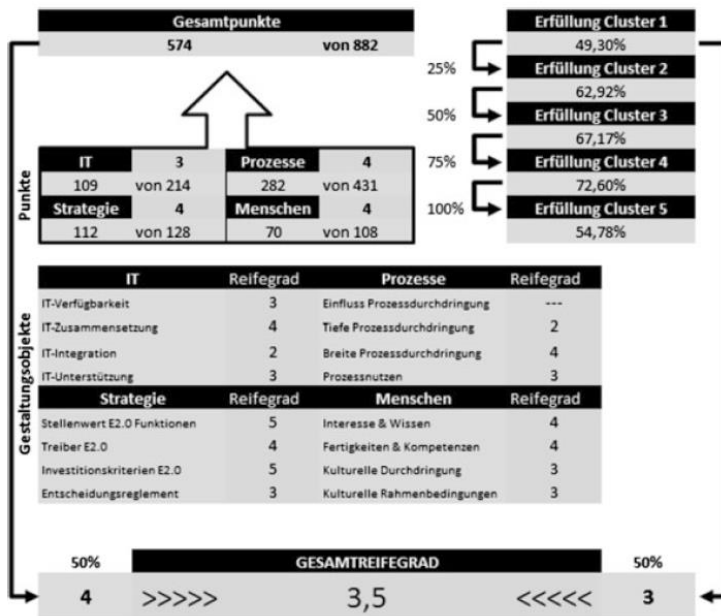 Gesamtpunkte
574 von 882
Erfüllung Cluster 1
49,30%
25% Erfüllung Cluster 2
62,92%
50% Erfüllung Cluster 3
67,17%
75% Erfüllung Cluster 4
72,60%
100% Erfüllung Cluster 5
54,78%
Punkte
IT 3 Prozesse 4
109 von 214 282 von 431
Strategie 4 Menschen 4
112 von 128 70 von 108
Gestaltungsobjekte
IT Reifegrad Prozesse Reifegrad
IT-Verfügbarkeit 3 Einfluss Prozessdurchdringung ---
IT-Zusammensetzung 4 Tiefe Prozessdurchdringung 2
IT-Integration 2 Breite Prozessdurchdringung 4
IT-Unterstützung 3 Prozessnutzen 3
Strategie Reifegrad Menschen Reifegrad
Stellenwert E2.0 Funktionen 5 Interesse & Wissen 4
Treiber E2.0 4 Fertigkeiten & Kompetenzen 4
Investitionskriterien E2.0 5 Kulturelle Durchdringung 3
Entscheidungsreglement 3 Kulturelle Rahmenbedingungen 3
50% GESAMTREIFEGRAD 50%
4 >>>>> 3,5 <<<<< 3